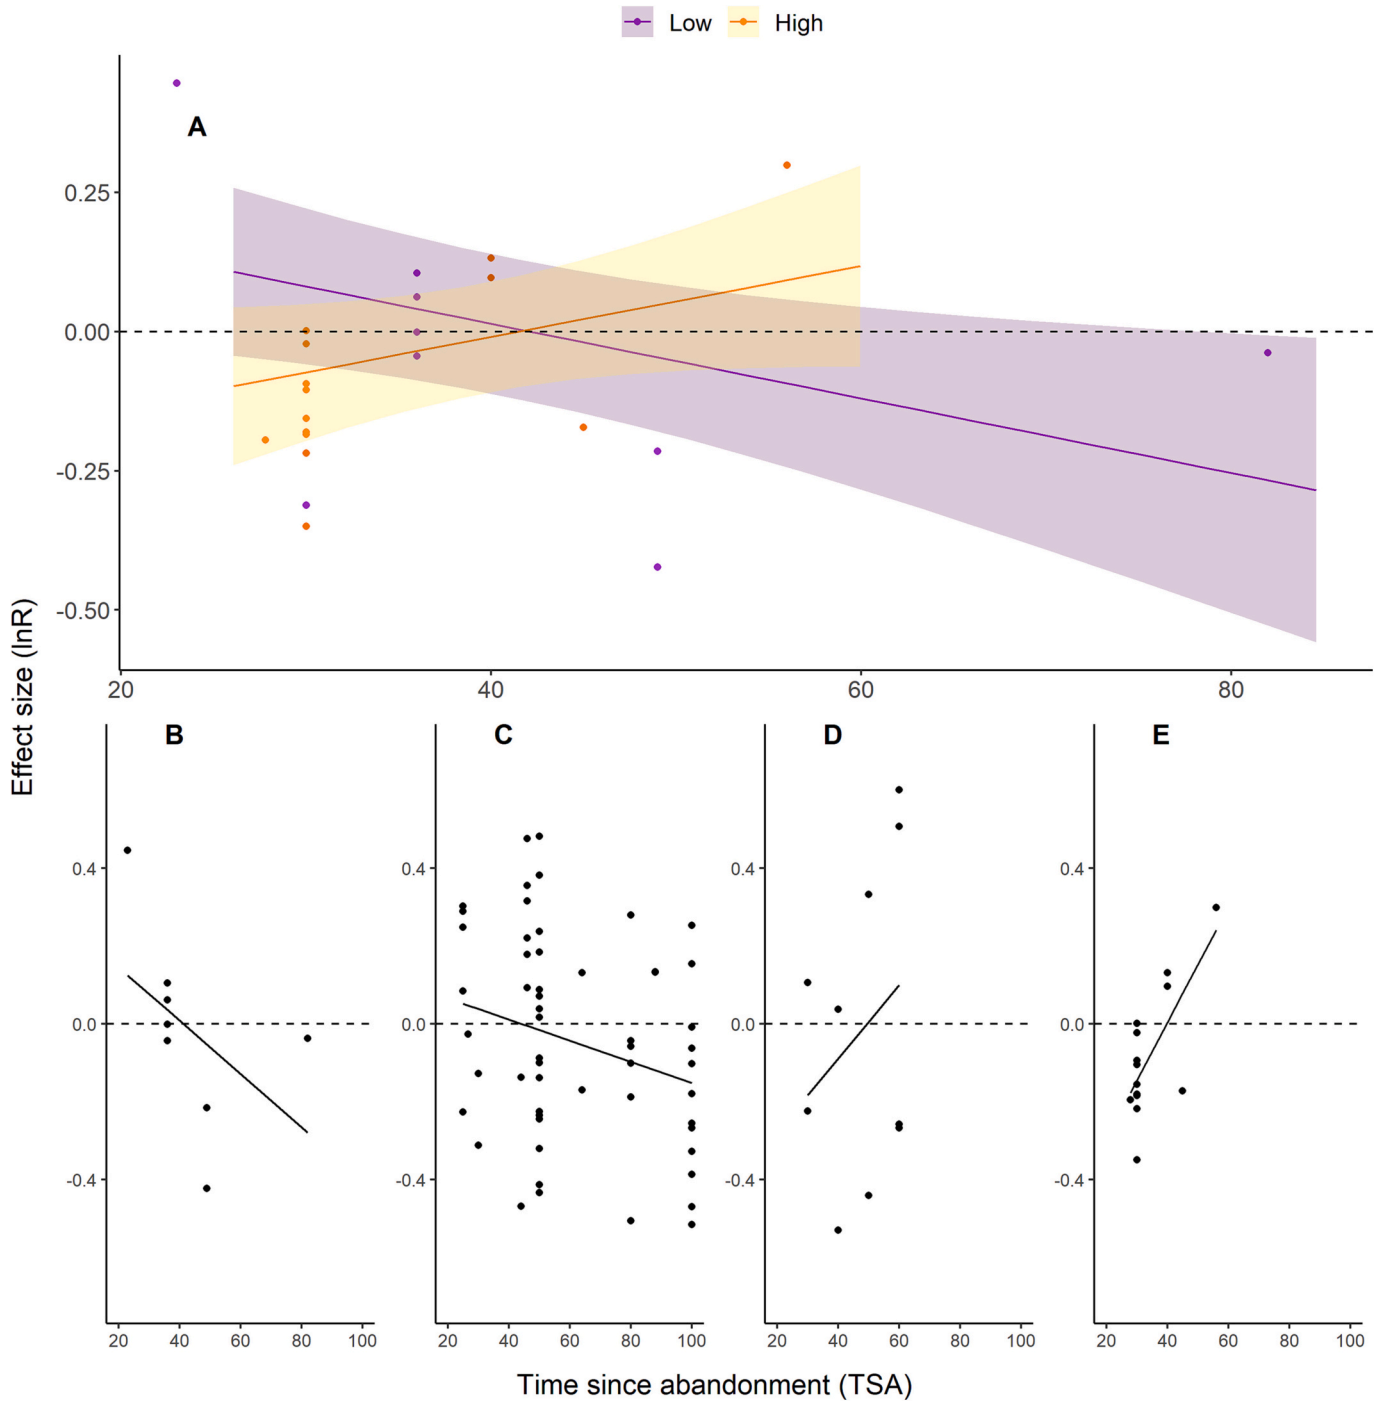 Low High
A
0.25
0.00
-0.25
-0.50
20 40 60 80
Effect size (lnR)
B C D E
0.4 0.4 0.4 0.4
0.0 0.0 0.0 0.0
-0.4 -0.4 -0.4 -0.4
20 40 60 80 100 20 40 60 80 100 20 40 60 80 100 20 40 60 80 100
Time since abandonment (TSA)